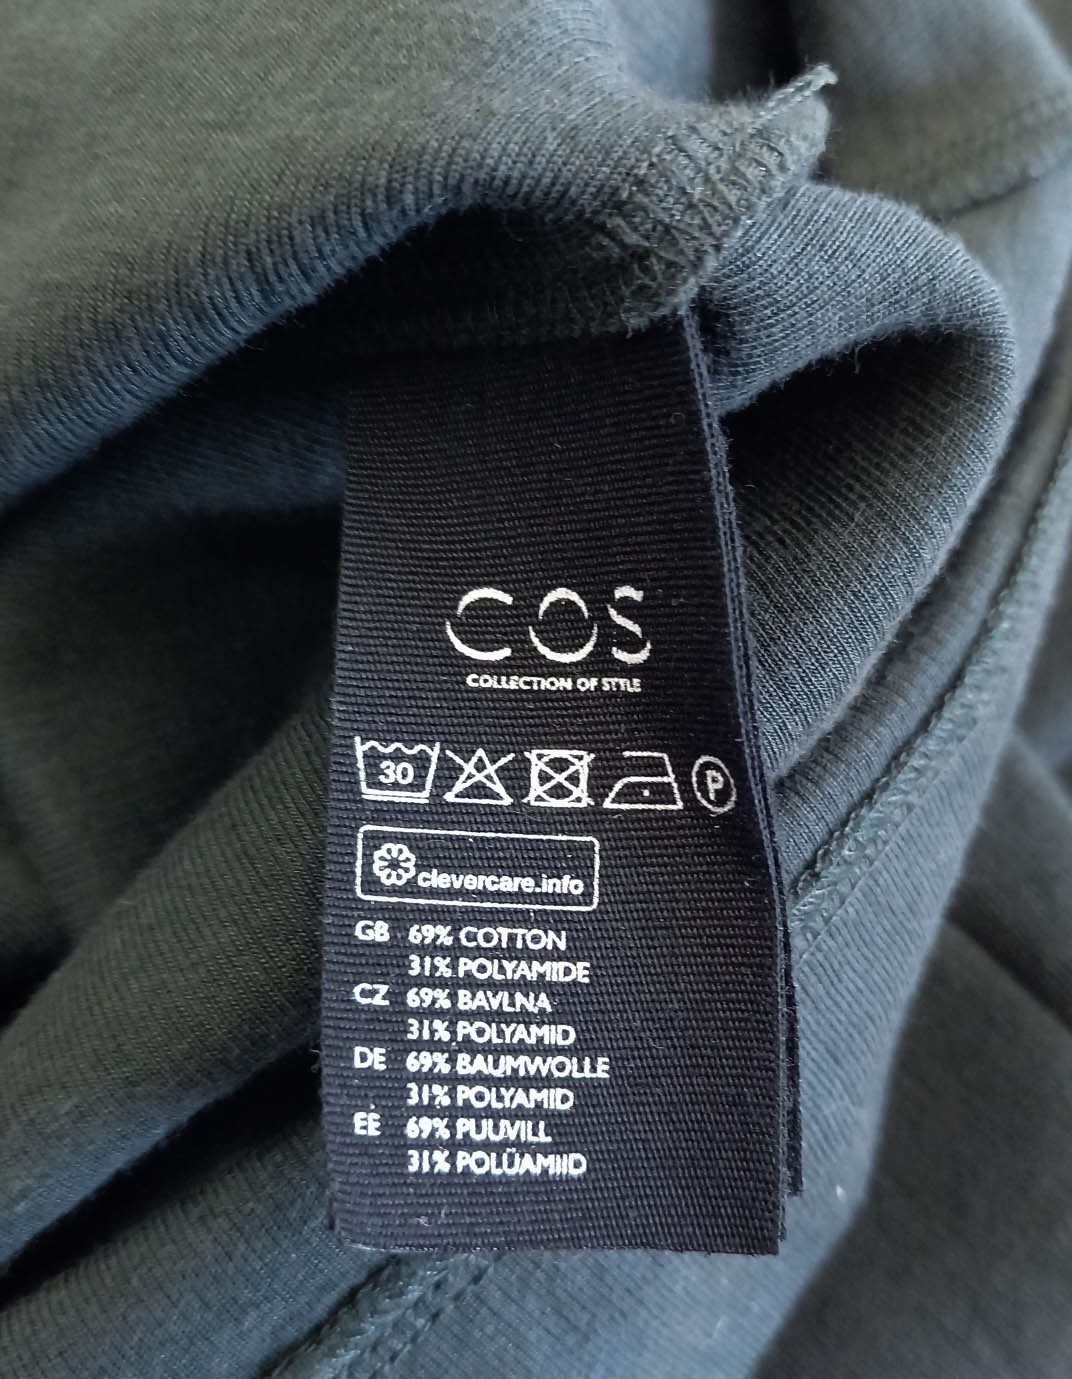 COS
COLLECTION OF STYLE
30 P
clevercare.info
GB 69% COTTON
31% POLYAMIDE
CZ 69% BAVLNA
31% POLYAMID
DE 69% BAUMWOLLE
31% POLYAMID
EE 69% PUUVILL
31% POLÜAMIID